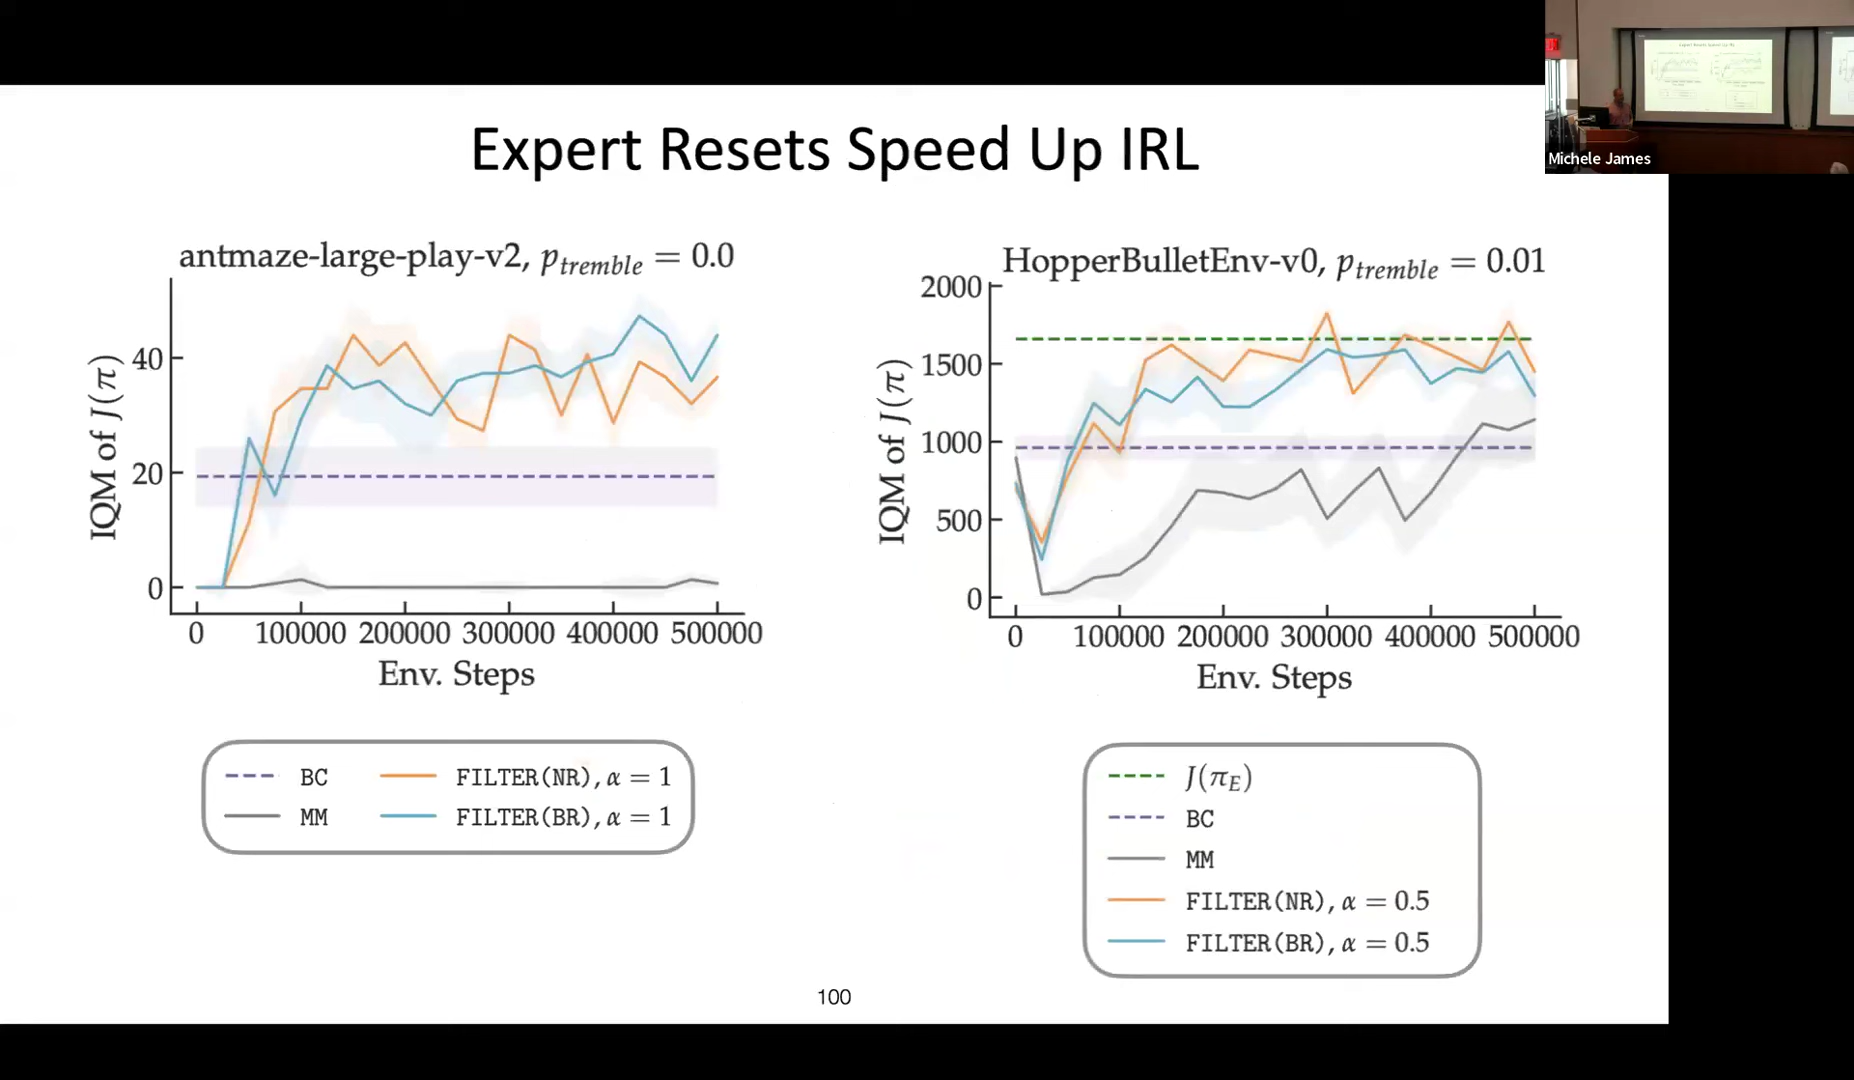 Expert Resets Speed Up IRL
Michele James
antmaze-large-play-v2, p_tremble = 0.0
IQM of J(π)
40
20
0
0 100000 200000 300000 400000 500000
Env. Steps
BC
MM
FILTER(NR), α = 1
FILTER(BR), α = 1
HopperBulletEnv-v0, p_tremble = 0.01
IQM of J(π)
2000
1500
1000
500
0
0 100000 200000 300000 400000 500000
Env. Steps
J(π_E)
BC
MM
FILTER(NR), α = 0.5
FILTER(BR), α = 0.5
100